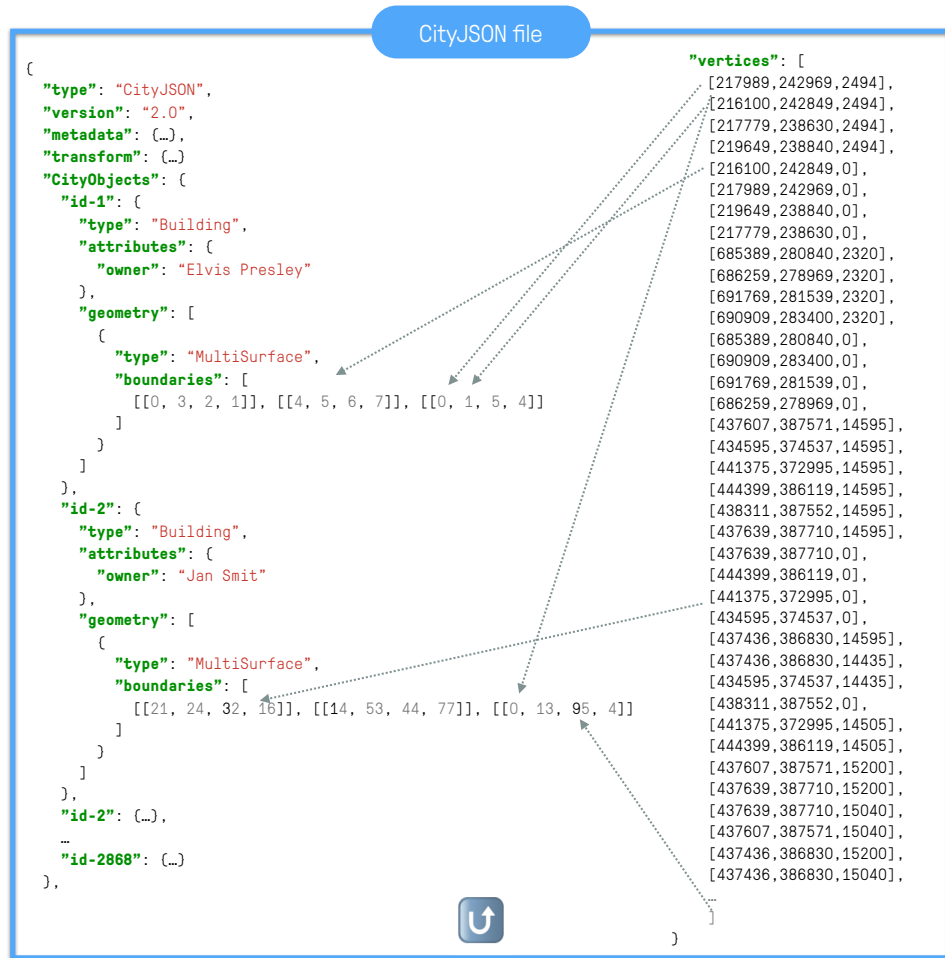 CityJSON file
{
"type": “CityJSON”,
"version": “2.0”,
"metadata": {…},
"transform": {…}
"CityObjects": {
"id-1": {
"type": "Building",
"attributes": {
"owner": “Elvis Presley"
},
"geometry": [
{
"type": "MultiSurface",
"boundaries": [
[[0, 3, 2, 1]], [[4, 5, 6, 7]], [[0, 1, 5, 4]]
]
}
]
},
"id-2": {
"type": "Building",
"attributes": {
"owner": “Jan Smit"
},
"geometry": [
{
"type": "MultiSurface",
"boundaries": [
[[21, 24, 32, 16]], [[14, 53, 44, 77]], [[0, 13, 95, 4]]
]
}
]
},
"id-2": {…},
…
"id-2868": {…}
},
"vertices": [
[217989,242969,2494],
[216100,242849,2494],
[217779,238630,2494],
[219649,238840,2494],
[216100,242849,0],
[217989,242969,0],
[219649,238840,0],
[217779,238630,0],
[685389,280840,2320],
[686259,278969,2320],
[691769,281539,2320],
[690909,283400,2320],
[685389,280840,0],
[690909,283400,0],
[691769,281539,0],
[686259,278969,0],
[437607,387571,14595],
[434595,374537,14595],
[441375,372995,14595],
[444399,386119,14595],
[438311,387552,14595],
[437639,387710,14595],
[437639,387710,0],
[444399,386119,0],
[441375,372995,0],
[434595,374537,0],
[437436,386830,14595],
[437436,386830,14435],
[434595,374537,14435],
[438311,387552,0],
[441375,372995,14505],
[444399,386119,14505],
[437607,387571,15200],
[437639,387710,15200],
[437639,387710,15040],
[437607,387571,15040],
[437436,386830,15200],
[437436,386830,15040],
…
]
}